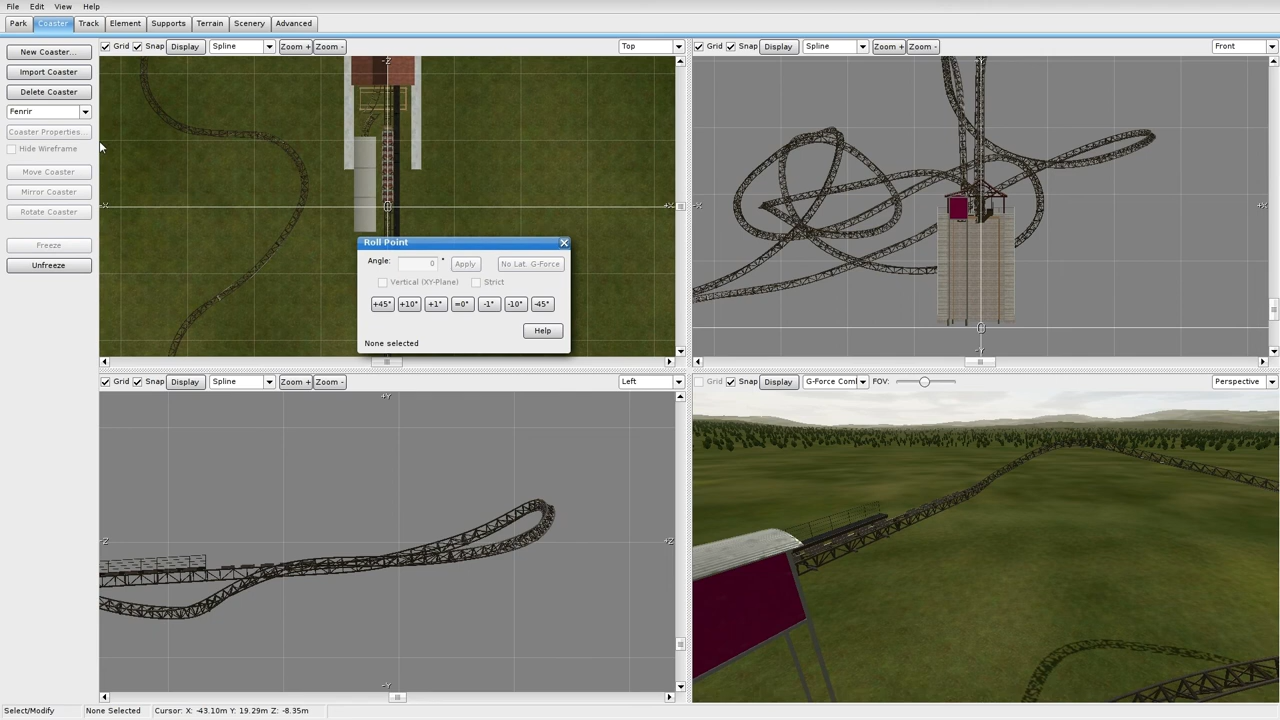 File Edit View Help
Park Coaster Track Element Supports Terrain Scenery Advanced
Grid Snap Display Spline Zoom + Zoom - Top
Grid Snap Display Spline Zoom + Zoom - Front
New Coaster...
Import Coaster
Delete Coaster
Fenrir
Coaster Properties...
Hide Wireframe
Move Coaster
Mirror Coaster
Rotate Coaster
Freeze
Unfreeze
-Z
-X
+X
+Y
-X
+X
-Y
Roll Point
Angle: 0 ° Apply No Lat. G-Force
Vertical (XY-Plane) Strict
+45° +10° +1° =0° -1° -10° -45°
Help
None selected
Grid Snap Display Spline Zoom + Zoom - Left
Grid Snap Display G-Force Coml FOV: Perspective
+Y
-Z
+Z
-Y
Select/Modify None Selected Cursor: X: -43.10m Y: 19.29m Z: -8.35m